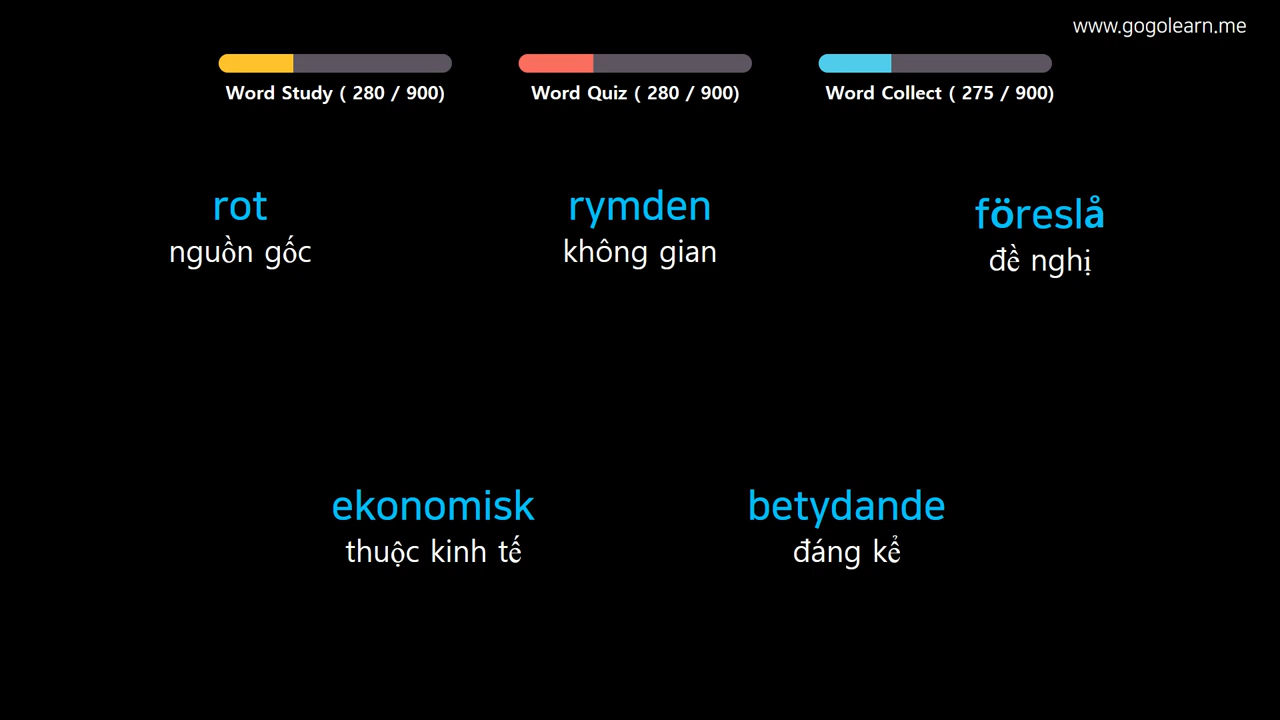 www.gogolearn.me
Word Study ( 280 / 900)
Word Quiz ( 280 / 900)
Word Collect ( 275 / 900)
rot
nguồn gốc
rymden
không gian
föreslå
đề nghị
ekonomisk
thuộc kinh tế
betydande
đáng kể